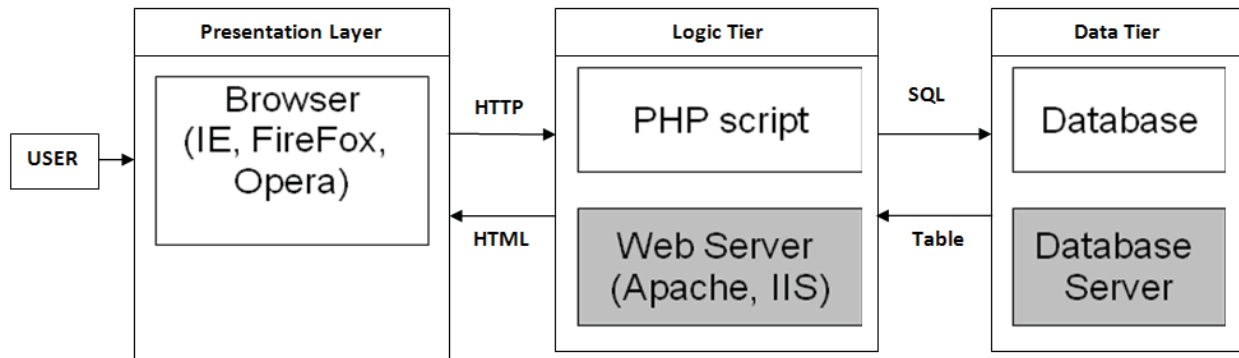 Presentation Layer
Logic Tier
Data Tier
USER
Browser
(IE, FireFox,
Opera)
HTTP
HTML
PHP script
Web Server
(Apache, IIS)
SQL
Table
Database
Database
Server